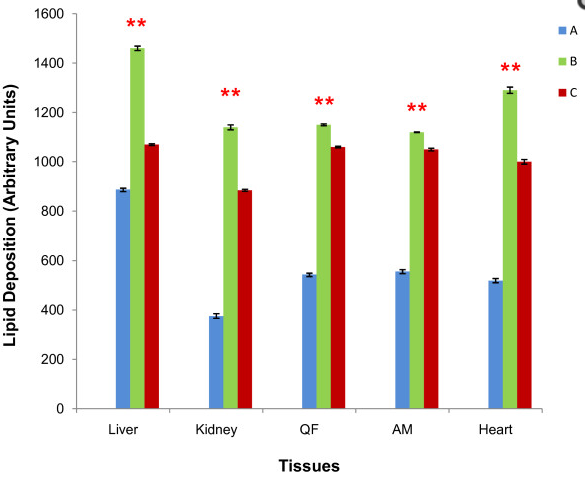 1600
1400
1200
1000
800
600
400
200
0
Lipid Deposition (Arbitrary Units)
**
**
**
**
**
A
B
C
Liver
Kidney
QF
AM
Heart
Tissues